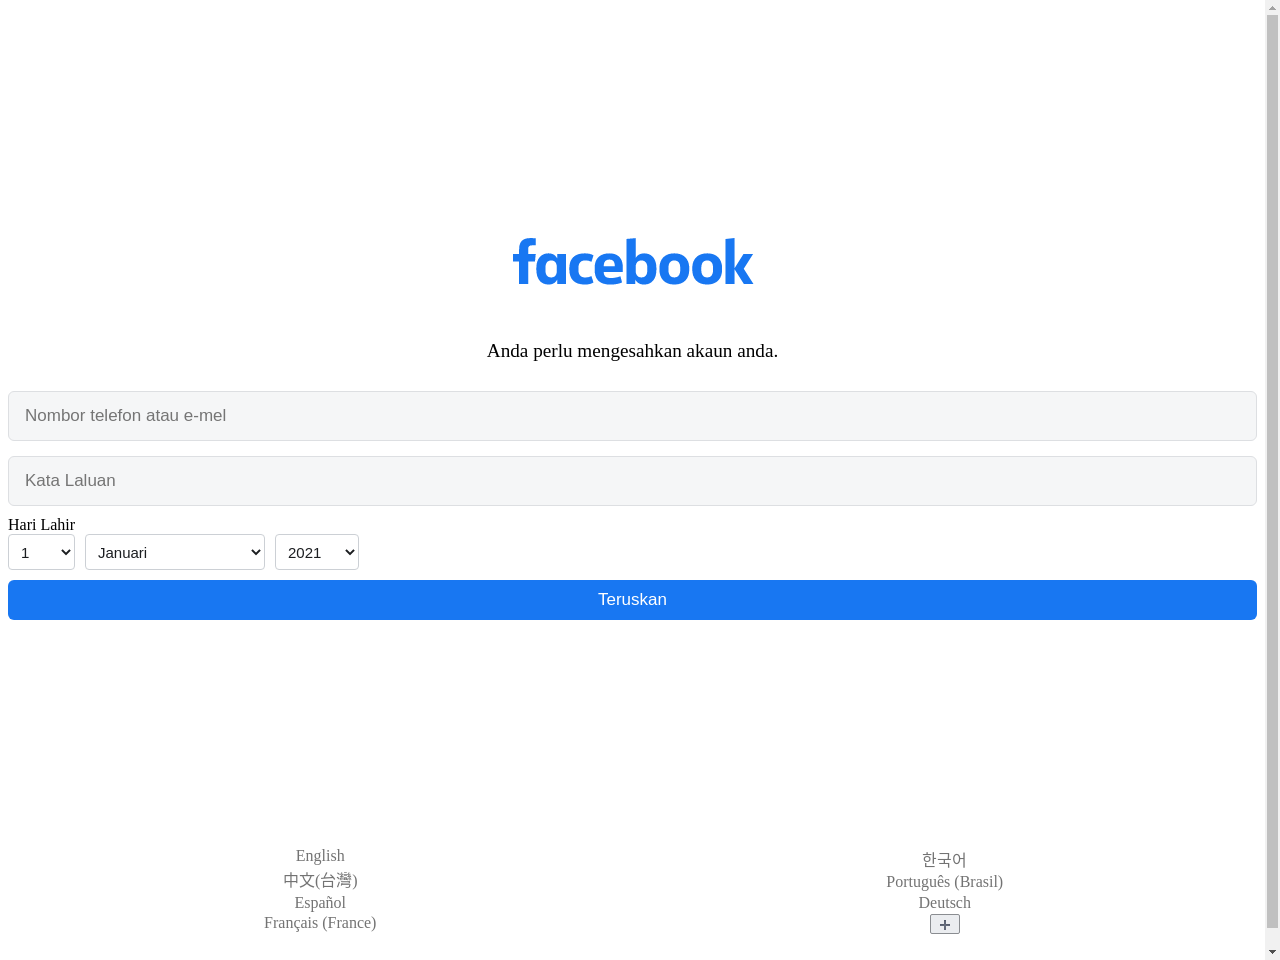 facebook
Anda perlu mengesahkan akaun anda.
Nombor telefon atau e-mel
Kata Laluan
Hari Lahir
1 Januari 2021
Teruskan
English
中文(台灣)
Español
Français (France)
한국어
Português (Brasil)
Deutsch